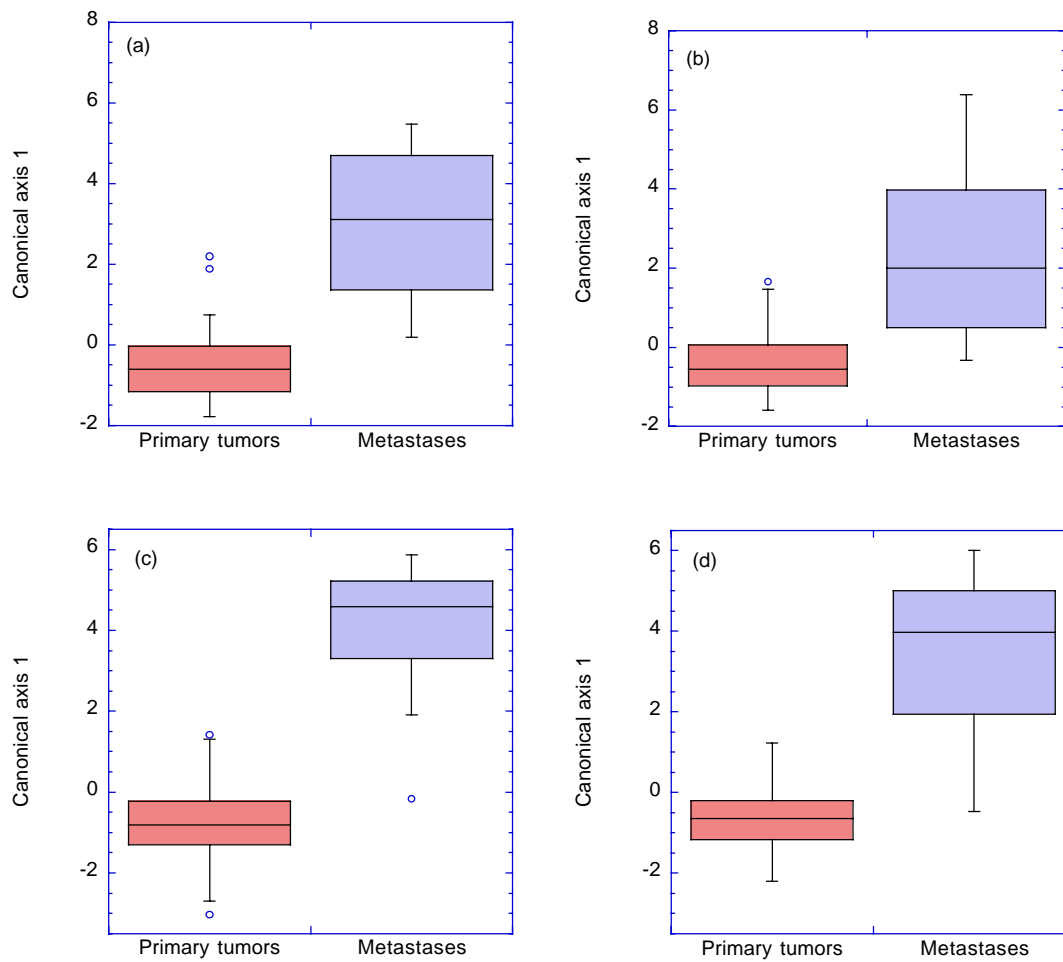 (a)
Canonical axis 1
8
6
4
2
0
-2
Primary tumors
Metastases
(b)
Canonical axis 1
8
6
4
2
0
-2
Primary tumors
Metastases
(c)
Canonical axis 1
6
4
2
0
-2
Primary tumors
Metastases
(d)
Canonical axis 1
6
4
2
0
-2
Primary tumors
Metastases